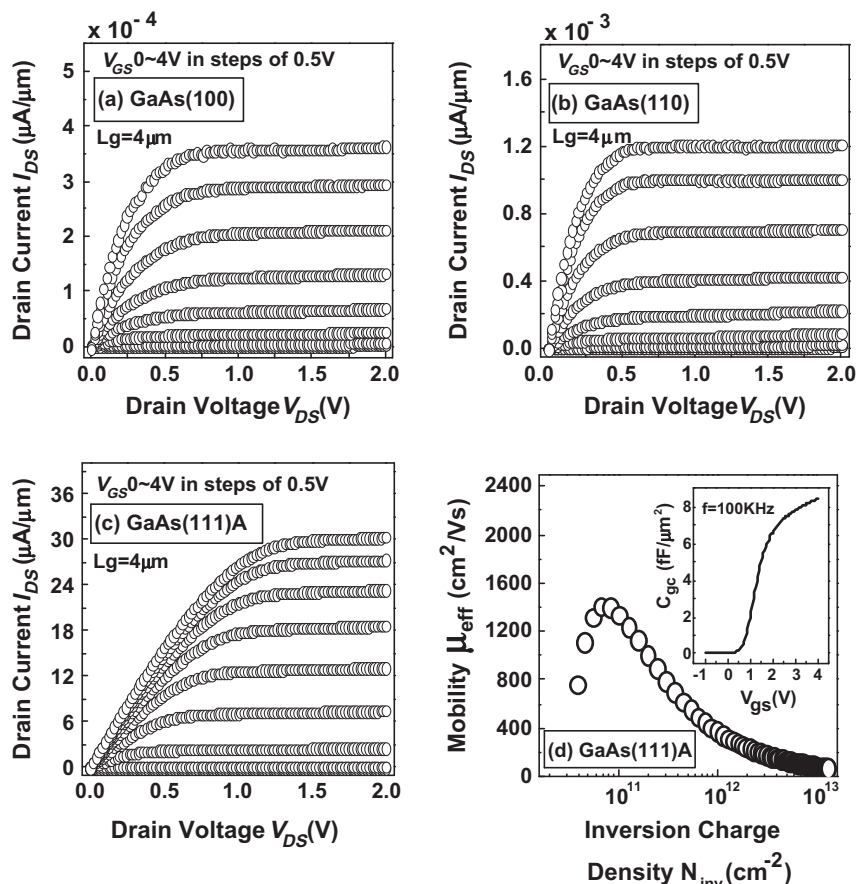 x 10⁻⁴
5
4
3
2
1
0
Drain Current I_DS (μA/μm)
V_GS 0~4V in steps of 0.5V
(a) GaAs(100)
Lg=4μm
0.0 0.5 1.0 1.5 2.0
Drain Voltage V_DS(V)
x 10⁻³
1.6
1.2
0.8
0.4
0.0
Drain Current I_DS (μA/μm)
V_GS 0~4V in steps of 0.5V
(b) GaAs(110)
Lg=4μm
0.0 0.5 1.0 1.5 2.0
Drain Voltage V_DS(V)
36
30
24
18
12
6
0
Drain Current I_DS (μA/μm)
V_GS 0~4V in steps of 0.5V
(c) GaAs(111)A
Lg=4μm
0.0 0.5 1.0 1.5 2.0
Drain Voltage V_DS(V)
2400
2000
1600
1200
800
400
0
Mobility μ_eff (cm²/Vs)
8
6
4
2
0
C_gc (fF/μm²)
f=100KHz
-1 0 1 2 3 4
V_gs(V)
(d) GaAs(111)A
10¹¹ 10¹² 10¹³
Inversion Charge
Density N_inv(cm⁻²)